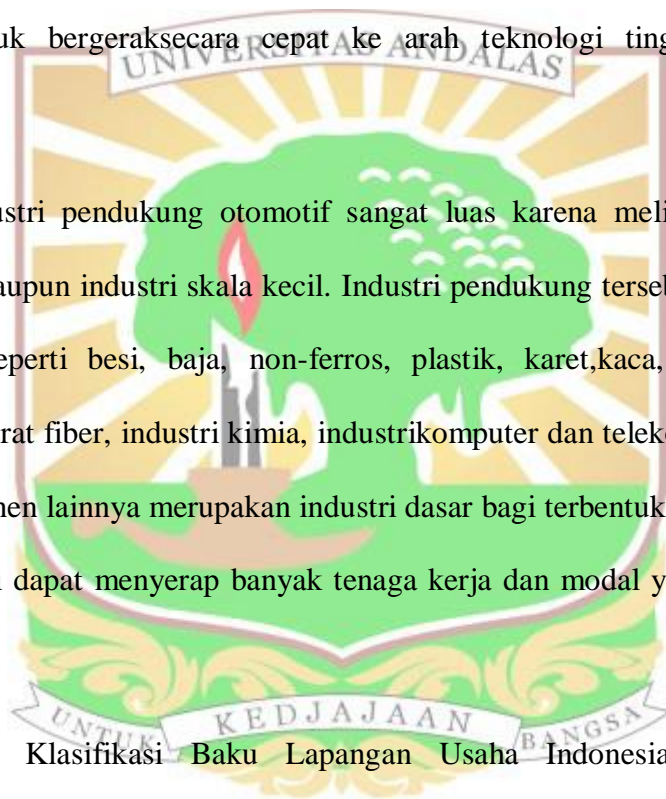 uk bergeraksecara cepat ke arah teknologi ting
UNIVERSITAS ANDALAS
ustri pendukung otomotif sangat luas karena meli
aupun industri skala kecil. Industri pendukung terseb
eperti besi, baja, non-ferros, plastik, karet,kaca,
rat fiber, industri kimia, industrikomputer dan teleko
nen lainnya merupakan industri dasar bagi terbentuk
i dapat menyerap banyak tenaga kerja dan modal y
UNTUK KEDJAJAAN BANGSA
Klasifikasi Baku Lapangan Usaha Indonesia